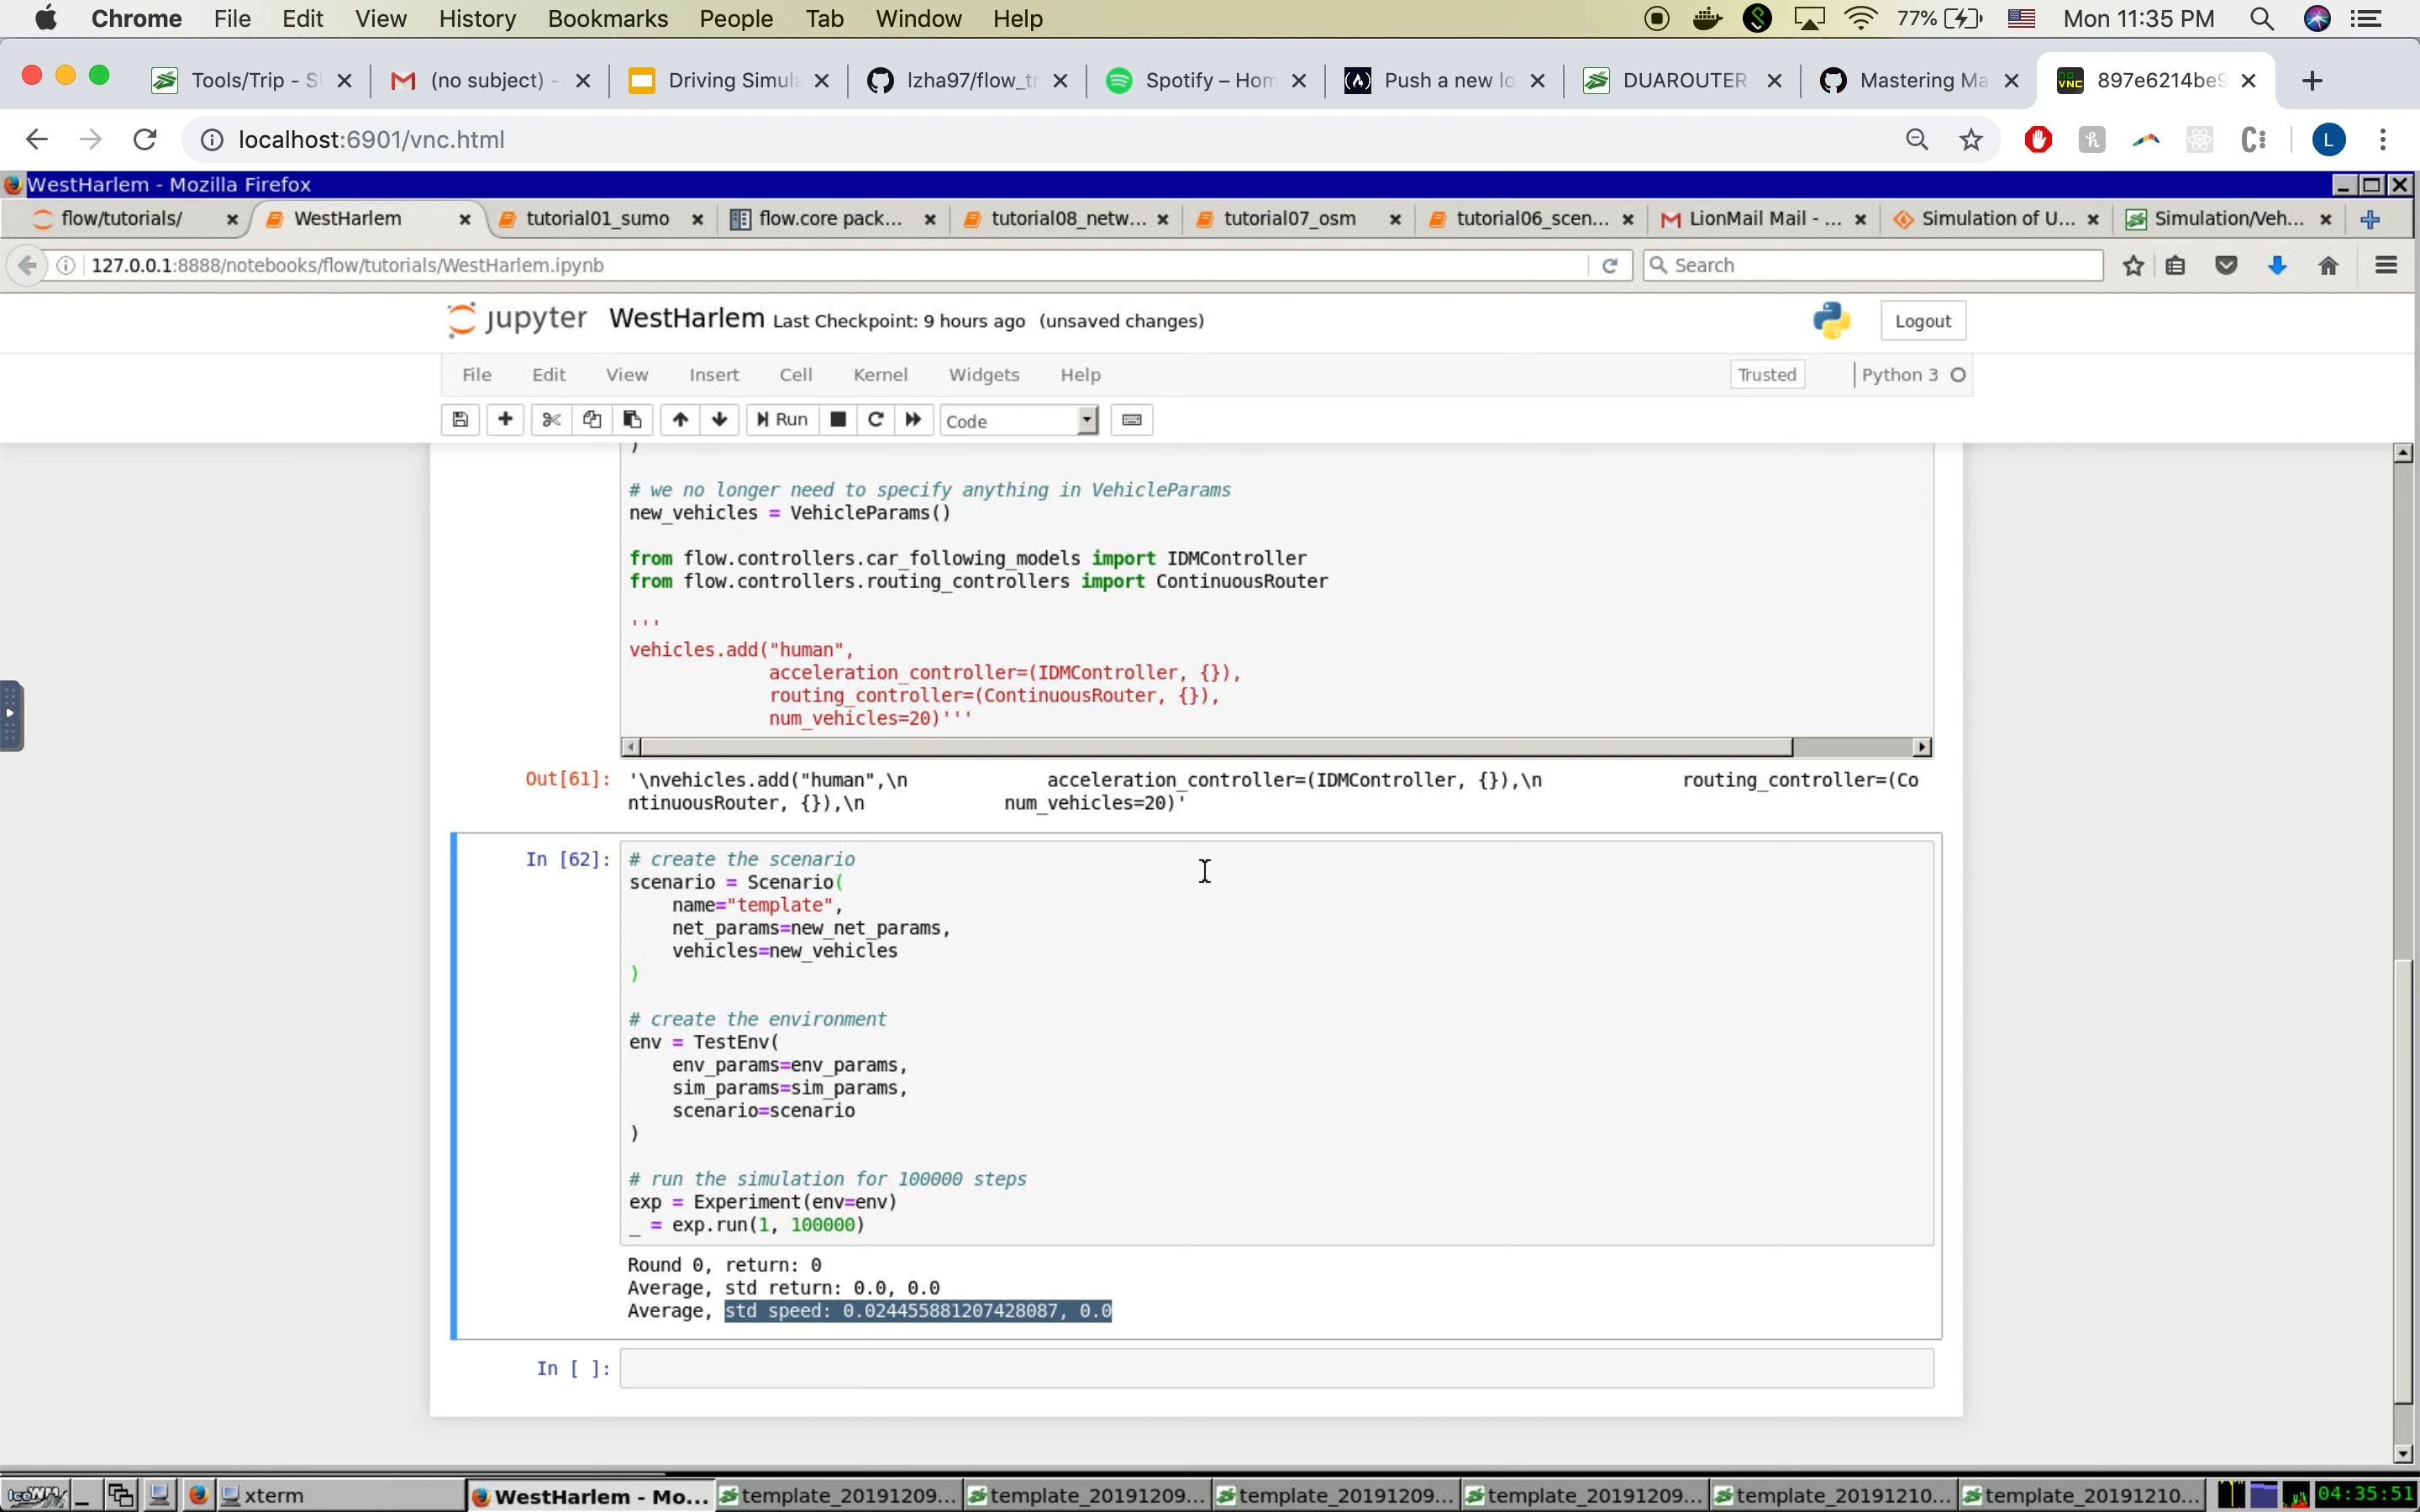 Chrome File Edit View History Bookmarks People Tab Window Help 77% Mon 11:35 PM
Tools/Trip - S (no subject) - Driving Simula lzha97/flow_tr Spotify – Hom Push a new lo DUAROUTER Mastering Ma 897e6214be9
localhost:6901/vnc.html
WestHarlem - Mozilla Firefox
flow/tutorials/ WestHarlem tutorial01_sumo flow.core pack... tutorial08_netw... tutorial07_osm tutorial06_scen... LionMail Mail - ... Simulation of U... Simulation/Veh...
127.0.0.1:8888/notebooks/flow/tutorials/WestHarlem.ipynb Search
jupyter WestHarlem Last Checkpoint: 9 hours ago (unsaved changes) Logout
File Edit View Insert Cell Kernel Widgets Help Trusted Python 3
Run Code
)
# we no longer need to specify anything in VehicleParams
new_vehicles = VehicleParams()
from flow.controllers.car_following_models import IDMController
from flow.controllers.routing_controllers import ContinuousRouter
'''
vehicles.add("human",
acceleration_controller=(IDMController, {}),
routing_controller=(ContinuousRouter, {}),
num_vehicles=20)'''
Out[61]: '\nvehicles.add("human",\n acceleration_controller=(IDMController, {}),\n routing_controller=(Co
ntinuousRouter, {}),\n num_vehicles=20)'
In [62]: # create the scenario
scenario = Scenario(
name="template",
net_params=new_net_params,
vehicles=new_vehicles
)
# create the environment
env = TestEnv(
env_params=env_params,
sim_params=sim_params,
scenario=scenario
)
# run the simulation for 100000 steps
exp = Experiment(env=env)
_ = exp.run(1, 100000)
Round 0, return: 0
Average, std return: 0.0, 0.0
Average, std speed: 0.024455881207428087, 0.0
In [ ]:
IceWM xterm WestHarlem - Mo... template_20191209... template_20191209... template_20191209... template_20191209... template_20191210... template_20191210... 04:35:51